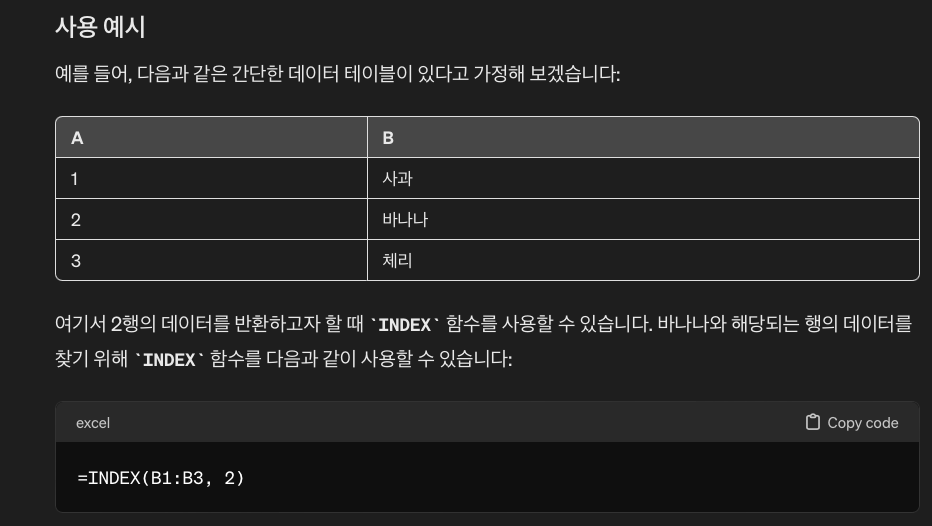 사용 예시
예를 들어, 다음과 같은 간단한 데이터 테이블이 있다고 가정해 보겠습니다:
A B
1 사과
2 바나나
3 체리
여기서 2행의 데이터를 반환하고자 할 때 `INDEX` 함수를 사용할 수 있습니다. 바나나와 해당되는 행의 데이터를
찾기 위해 `INDEX` 함수를 다음과 같이 사용할 수 있습니다:
excel Copy code
=INDEX(B1:B3, 2)